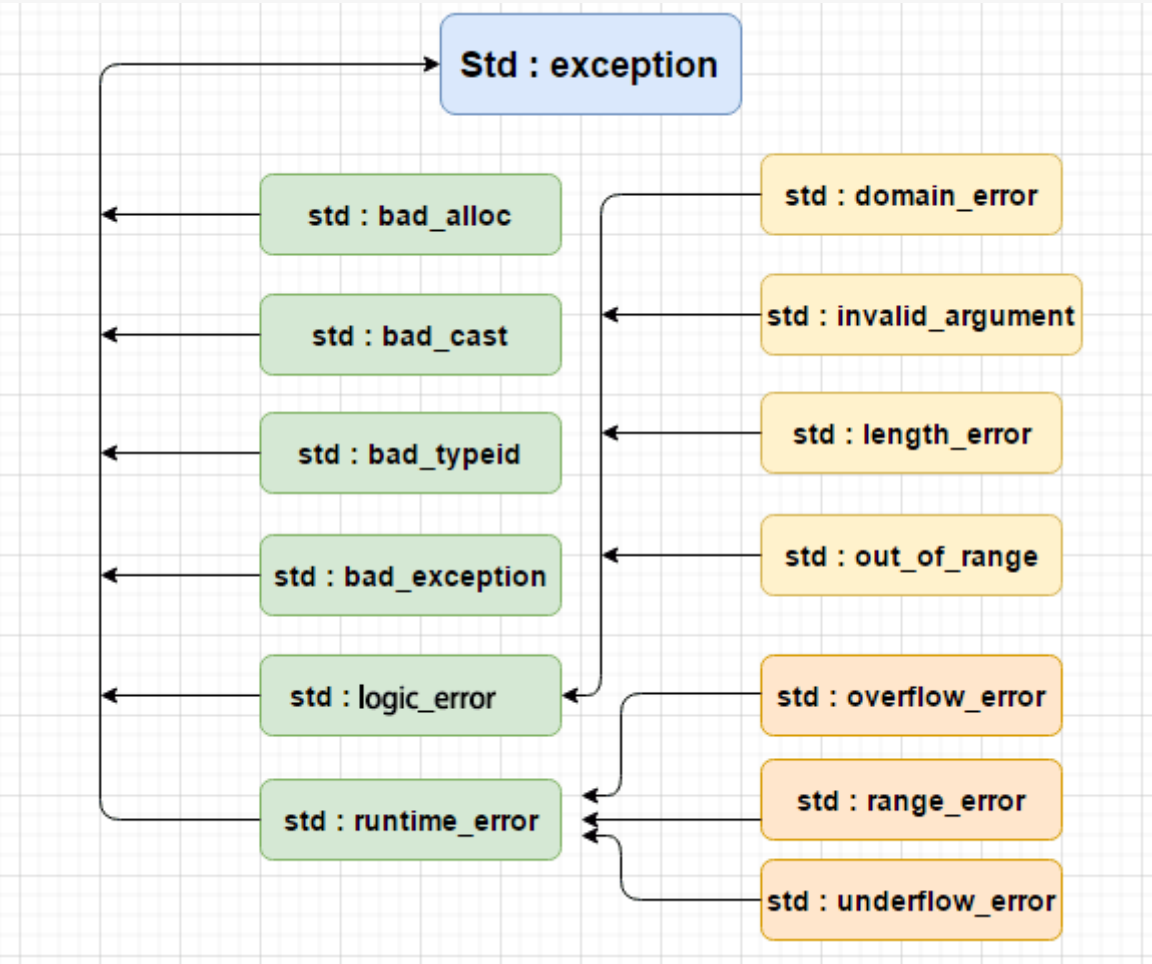 Std : exception
std : bad_alloc
std : bad_cast
std : bad_typeid
std : bad_exception
std : logic_error
std : runtime_error
std : domain_error
std : invalid_argument
std : length_error
std : out_of_range
std : overflow_error
std : range_error
std : underflow_error